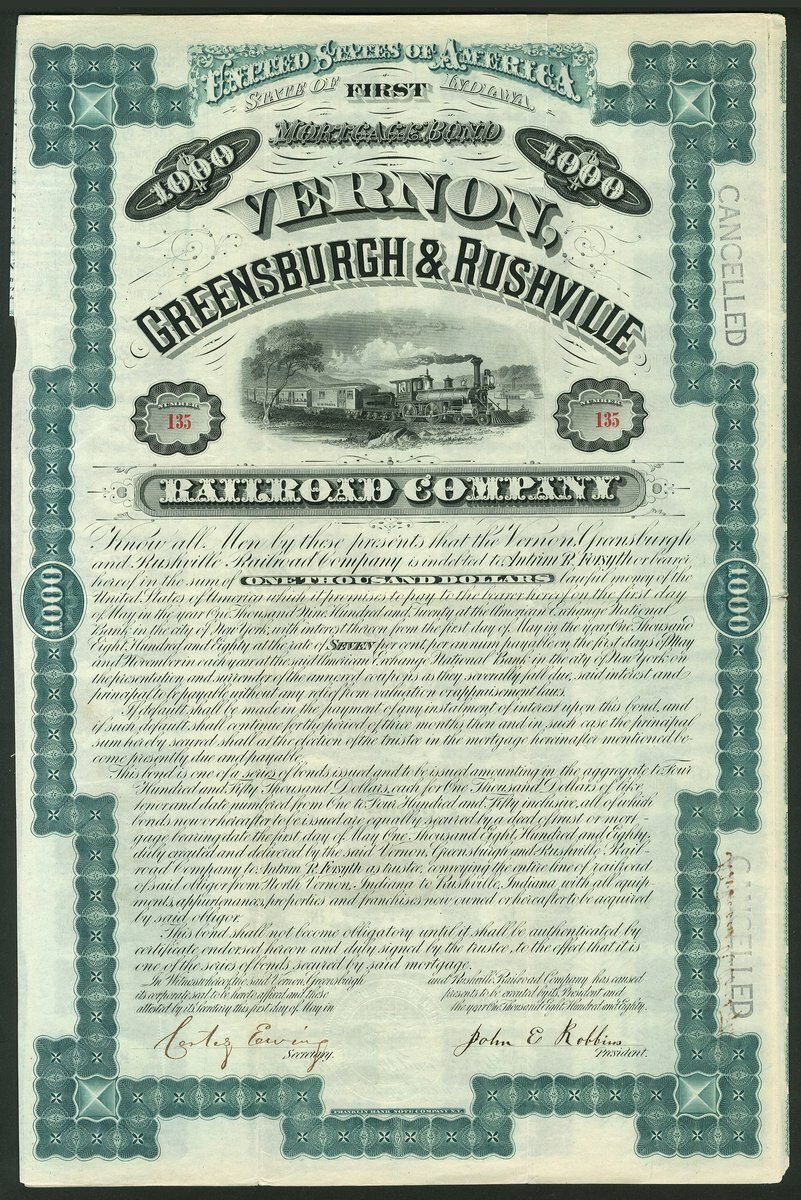 UNITED STATES OF AMERICA
STATE OF FIRST INDIANA
MORTGAGE BOND
1000 1000
VERNON,
GREENSBURGH & RUSHVILLE
NUMBER NUMBER
135 135
RAILROAD COMPANY
Know all Men by these presents that the Vernon, Greensburgh
and Rushville Railroad Company is indebted to Antrim R. Forsyth or bearer
hereof in the sum of ONE THOUSAND DOLLARS lawful money of the
United States of America which it promises to pay to the bearer hereof on the first day
of May in the year One Thousand Nine Hundred and Twenty at the American Exchange National
Bank in the city of New York, with interest thereon from the first day of May in the year One Thousand
Eight Hundred and Eighty at the rate of SEVEN per cent. per annum payable on the first days of May
and November in each year at the said American Exchange National Bank in the city of New York on
the presentation and surrender of the annexed coupons as they severally fall due, said interest and
principal to be payable without any relief from valuation or appraisement laws.
If default shall be made in the payment of any instalment of interest upon this bond, and
if such default shall continue for the period of three months then and in such case the principal
sum hereby secured shall at the election of the trustee in the mortgage hereinafter mentioned be-
come presently due and payable.
This bond is one of a series of bonds issued and to be issued amounting in the aggregate to Four
Hundred and Fifty Thousand Dollars, each for One Thousand Dollars of like
tenor and date numbered from One to Four Hundred and Fifty inclusive, all of which
bonds now or hereafter to be issued are equally secured by a deed of trust or mort-
gage bearing date the first day of May One Thousand Eight Hundred and Eighty,
duly executed and delivered by the said Vernon, Greensburgh and Rushville Rail-
road Company to Antrim R. Forsyth as trustee, conveying the entire line of railroad
of said obligor from North Vernon, Indiana to Rushville, Indiana, with all equip-
ments, appurtenances, properties and franchises now owned or hereafter to be acquired
by said obligor.
This bond shall not become obligatory until it shall be authenticated by
certificate, endorsed hereon and duly signed by the trustee, to the effect that it is
one of the series of bonds secured by said mortgage.
In Witness whereof the said Vernon, Greensburgh and Rushville Railroad Company has caused
its corporate seal to be hereto affixed and these presents to be executed by its President and
attested by its Secretary this first day of May in the year One Thousand Eight Hundred and Eighty.
Cortez Ewing John E Robbins
Secretary. President.
FRANKLIN BANK NOTE COMPANY N.Y.
1000
1000
CANCELLED
CANCELLED